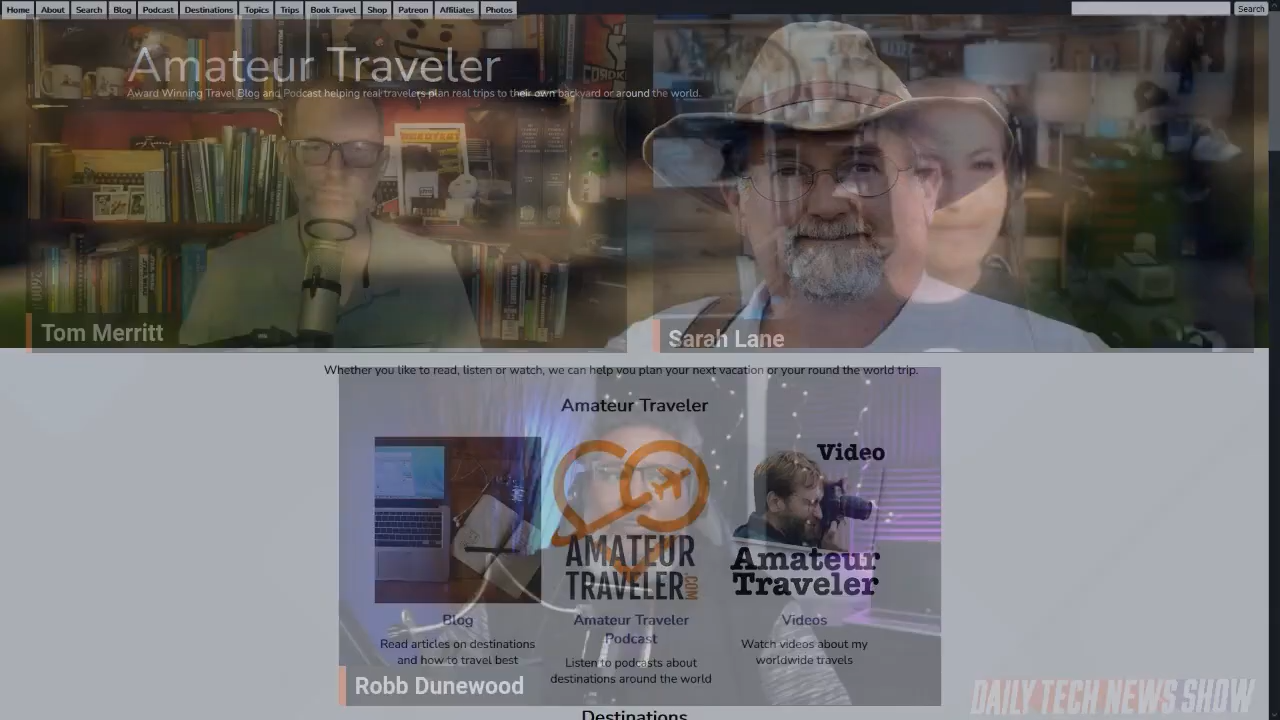 Home About Search Blog Podcast Destinations Topics Trips Book Travel Shop Patreon Affiliates Photos
Search
Amateur Traveler
Award Winning Travel Blog and Podcast helping real travelers plan real trips to their own backyard or around the world.
Tom Merritt
Sarah Lane
Whether you like to read, listen or watch, we can help you plan your next vacation or your round the world trip.
Amateur Traveler
Video
AMATEUR
TRAVELER
.COM
Amateur
Traveler
Blog
Read articles on destinations
and how to travel best
Amateur Traveler
Podcast
Listen to podcasts about
destinations around the world
Videos
Watch videos about my
worldwide travels
Robb Dunewood
DAILY TECH NEWS SHOW
Destinations